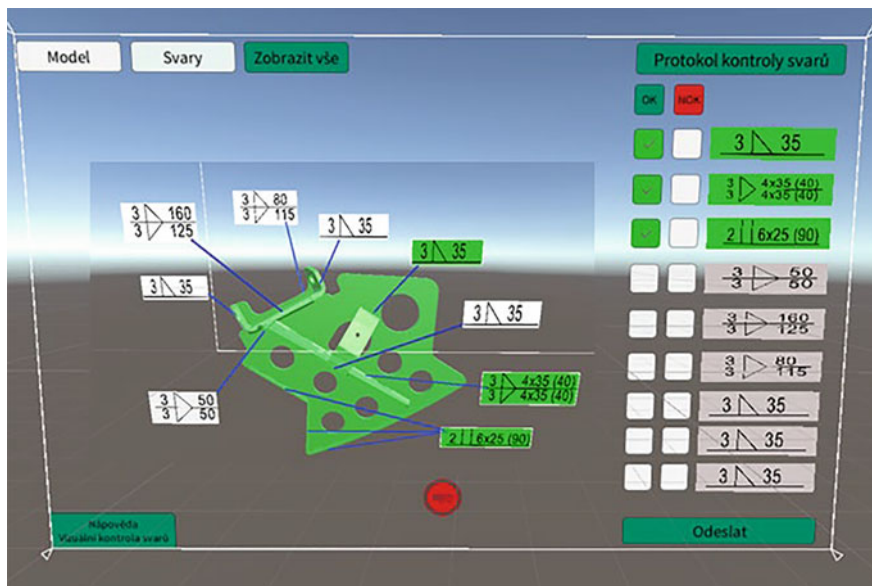 Model
Svary
Zobrazit vše
Protokol kontroly svarů
OK
NOK
3 35
3 4x35 (40)
3 4x35 (40)
2 6x25 (90)
3 50
3 50
3 160
3 125
3 80
3 115
3 35
3 35
3 35
3 160
3 125
3 80
3 115
3 35
3 35
3 35
3 35
3 50
3 50
3 4x35 (40)
3 4x35 (40)
2 6x25 (90)
Nápověda
Vizuální kontrola svarů
Odeslat